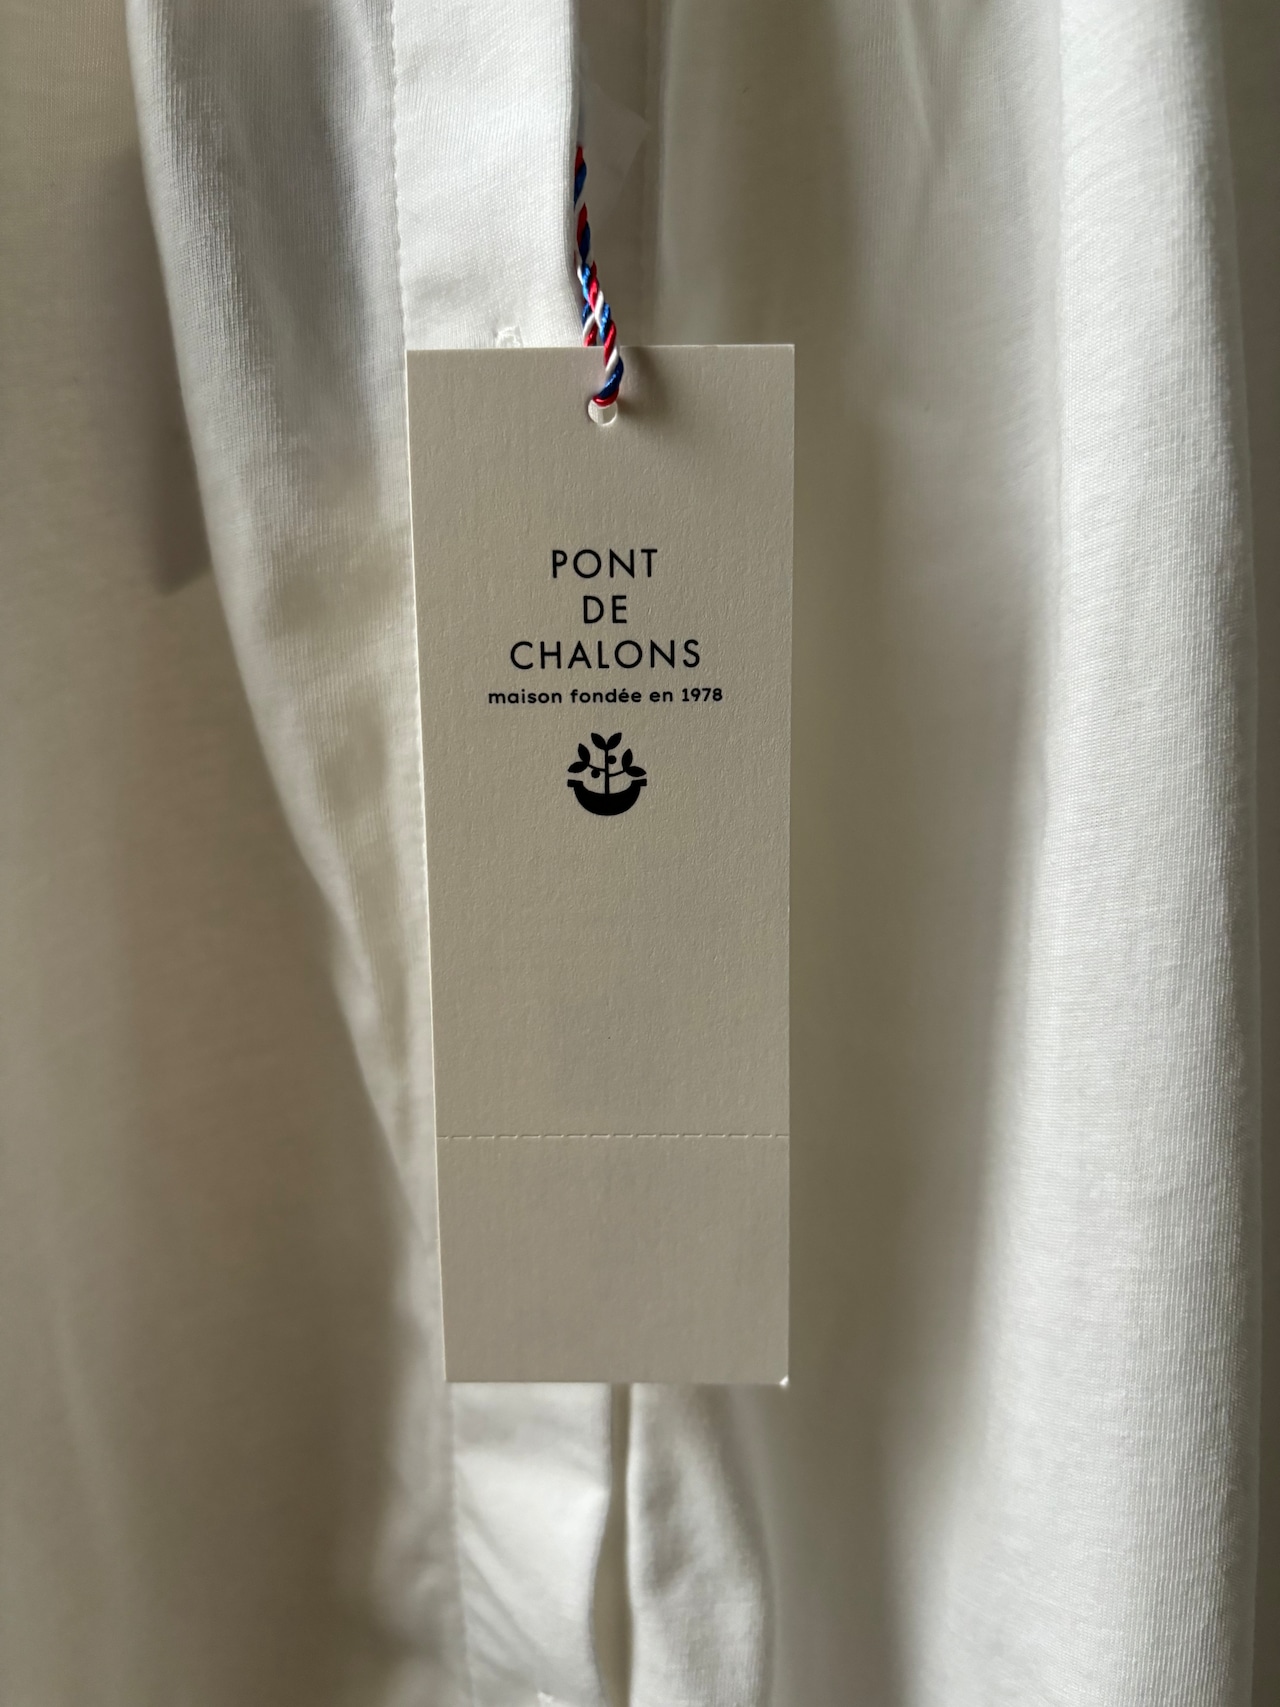 PONT
DE
CHALONS
maison fondée en 1978